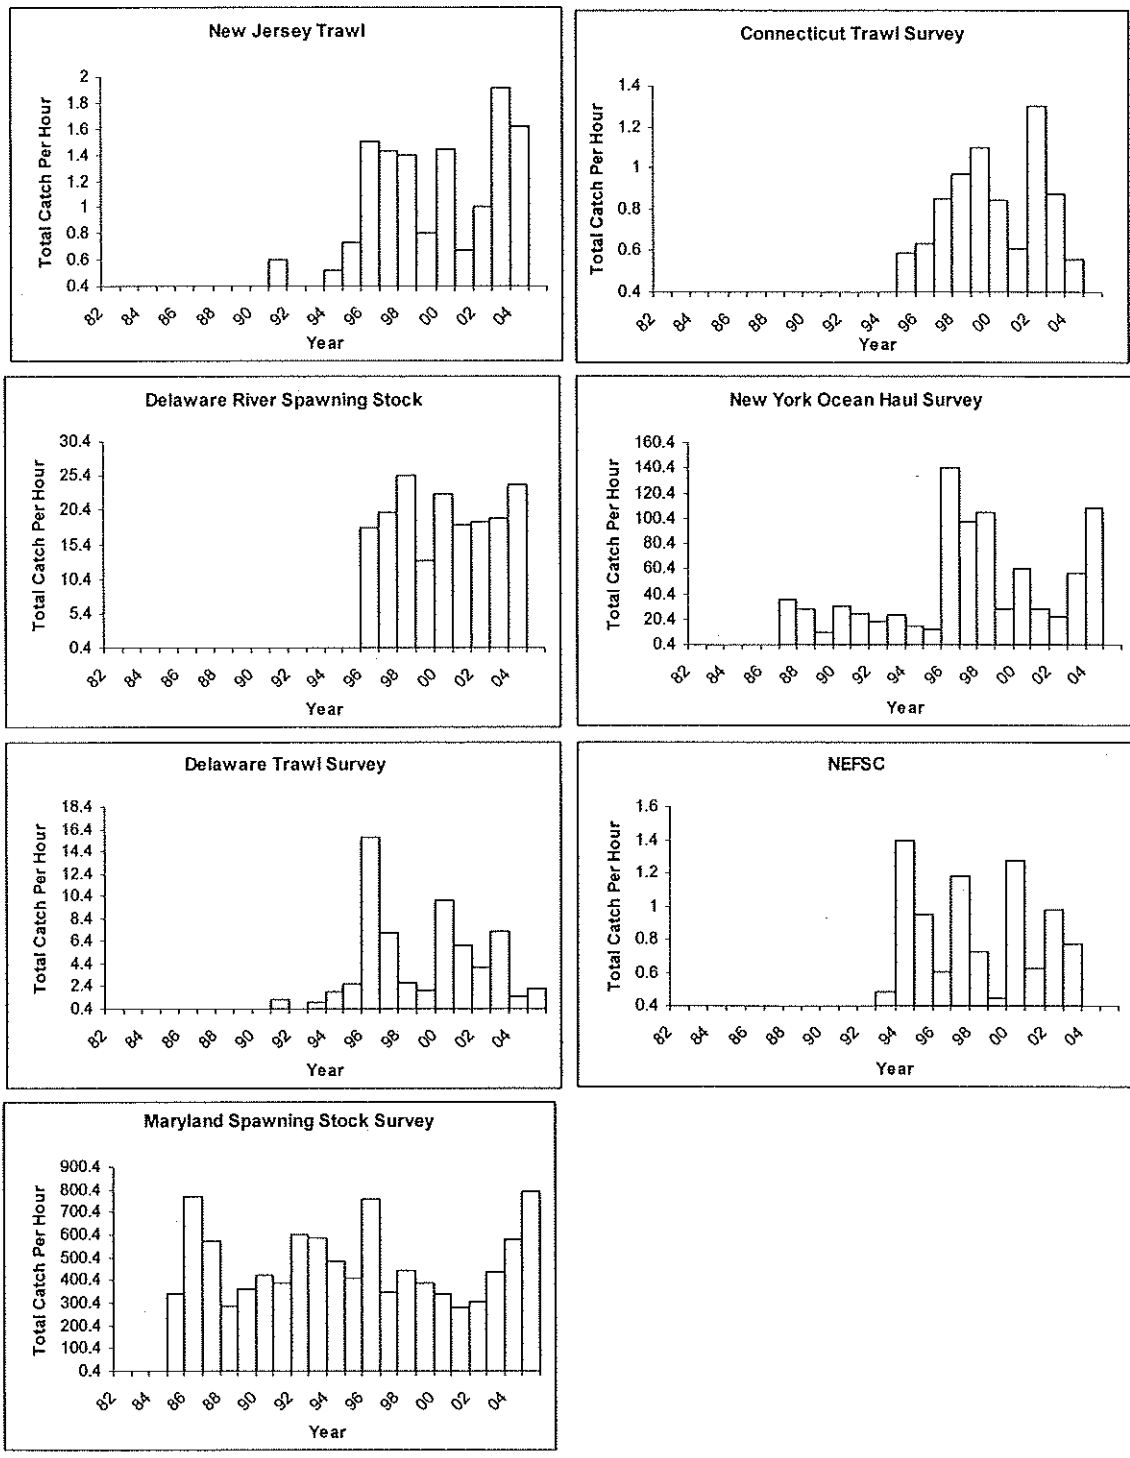 New Jersey Trawl
Total Catch Per Hour
2
1.8
1.6
1.4
1.2
1
0.8
0.6
0.4
82 84 86 88 90 92 94 96 98 00 02 04
Year
Connecticut Trawl Survey
Total Catch Per Hour
1.4
1.2
1
0.8
0.6
0.4
82 84 86 88 90 92 94 96 98 00 02 04
Year
Delaware River Spawning Stock
Total Catch Per Hour
30.4
25.4
20.4
15.4
10.4
5.4
0.4
82 84 86 88 90 92 94 96 98 00 02 04
Year
New York Ocean Haul Survey
Total Catch Per Hour
160.4
140.4
120.4
100.4
80.4
60.4
40.4
20.4
0.4
82 84 86 88 90 92 94 96 98 00 02 04
Year
Delaware Trawl Survey
Total Catch Per Hour
18.4
16.4
14.4
12.4
10.4
8.4
6.4
4.4
2.4
0.4
82 84 86 88 90 92 94 96 98 00 02 04
Year
NEFSC
Total Catch Per Hour
1.6
1.4
1.2
1
0.8
0.6
0.4
82 84 86 88 90 92 94 96 98 00 02 04
Year
Maryland Spawning Stock Survey
Total Catch Per Hour
900.4
800.4
700.4
600.4
500.4
400.4
300.4
200.4
100.4
0.4
82 84 86 88 90 92 94 96 98 00 02 04
Year